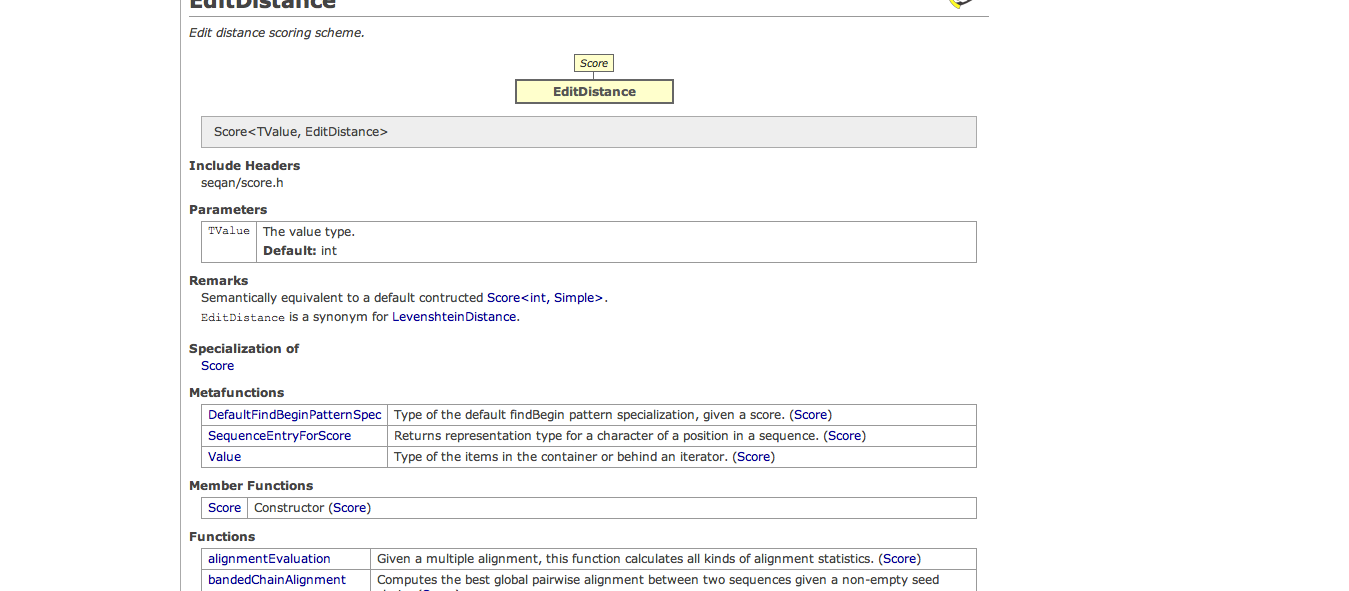 EditDistance
Edit distance scoring scheme.
Score
EditDistance
Score<TValue, EditDistance>
Include Headers
seqan/score.h
Parameters
TValue The value type.
Default: int
Remarks
Semantically equivalent to a default contructed Score<int, Simple>.
EditDistance is a synonym for LevenshteinDistance.
Specialization of
Score
Metafunctions
DefaultFindBeginPatternSpec Type of the default findBegin pattern specialization, given a score. (Score)
SequenceEntryForScore Returns representation type for a character of a position in a sequence. (Score)
Value Type of the items in the container or behind an iterator. (Score)
Member Functions
Score Constructor (Score)
Functions
alignmentEvaluation Given a multiple alignment, this function calculates all kinds of alignment statistics. (Score)
bandedChainAlignment Computes the best global pairwise alignment between two sequences given a non-empty seed